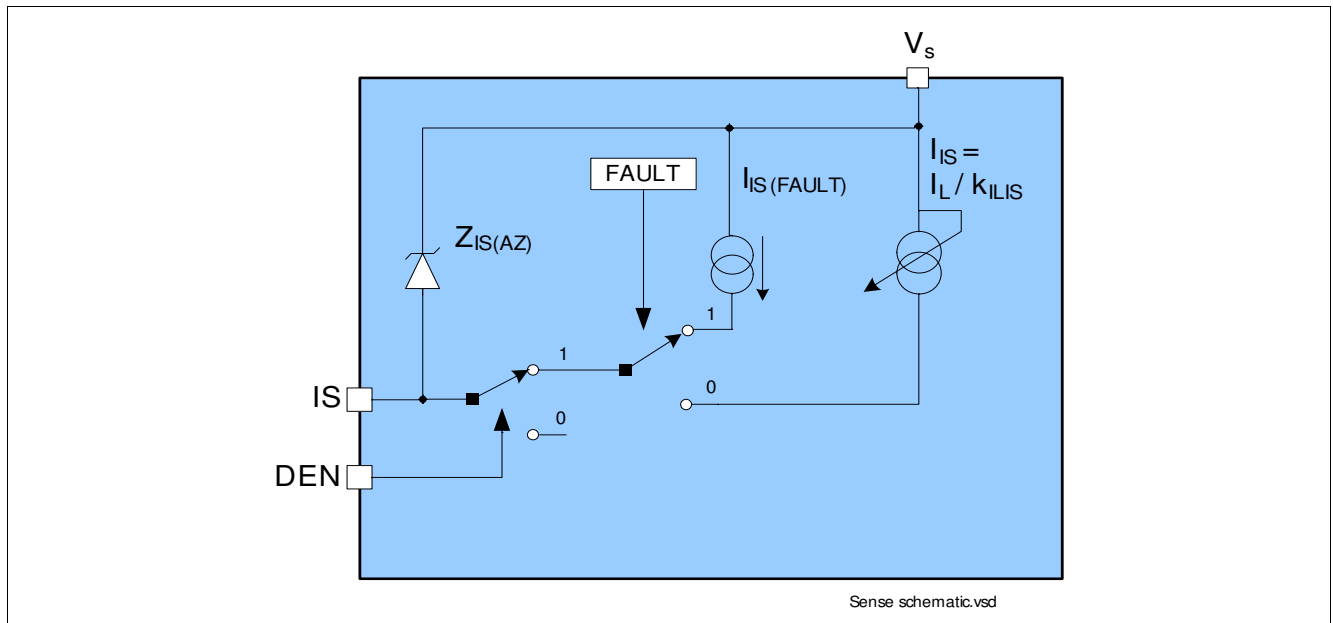 Vs
IIS =
IL / kILIS
FAULT
IIS(FAULT)
ZIS(AZ)
1
1
0
IS
0
DEN
Sense schematic.vsd